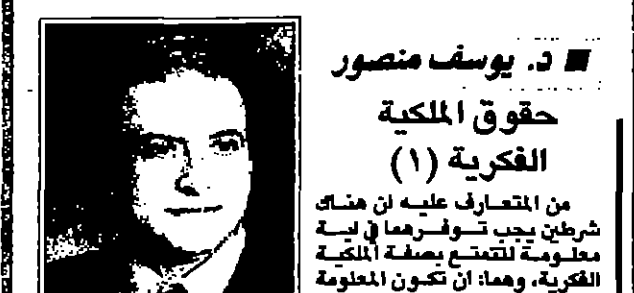 د. يوسف منصور
حقوق الملكية
الفكرية (١)
من المتعارف عليه ان هناك
شرطين يجب توفرهما في اية
معلومة للتمتع بصفة الملكية
الفكرية، وهما: ان تكون المعلومة